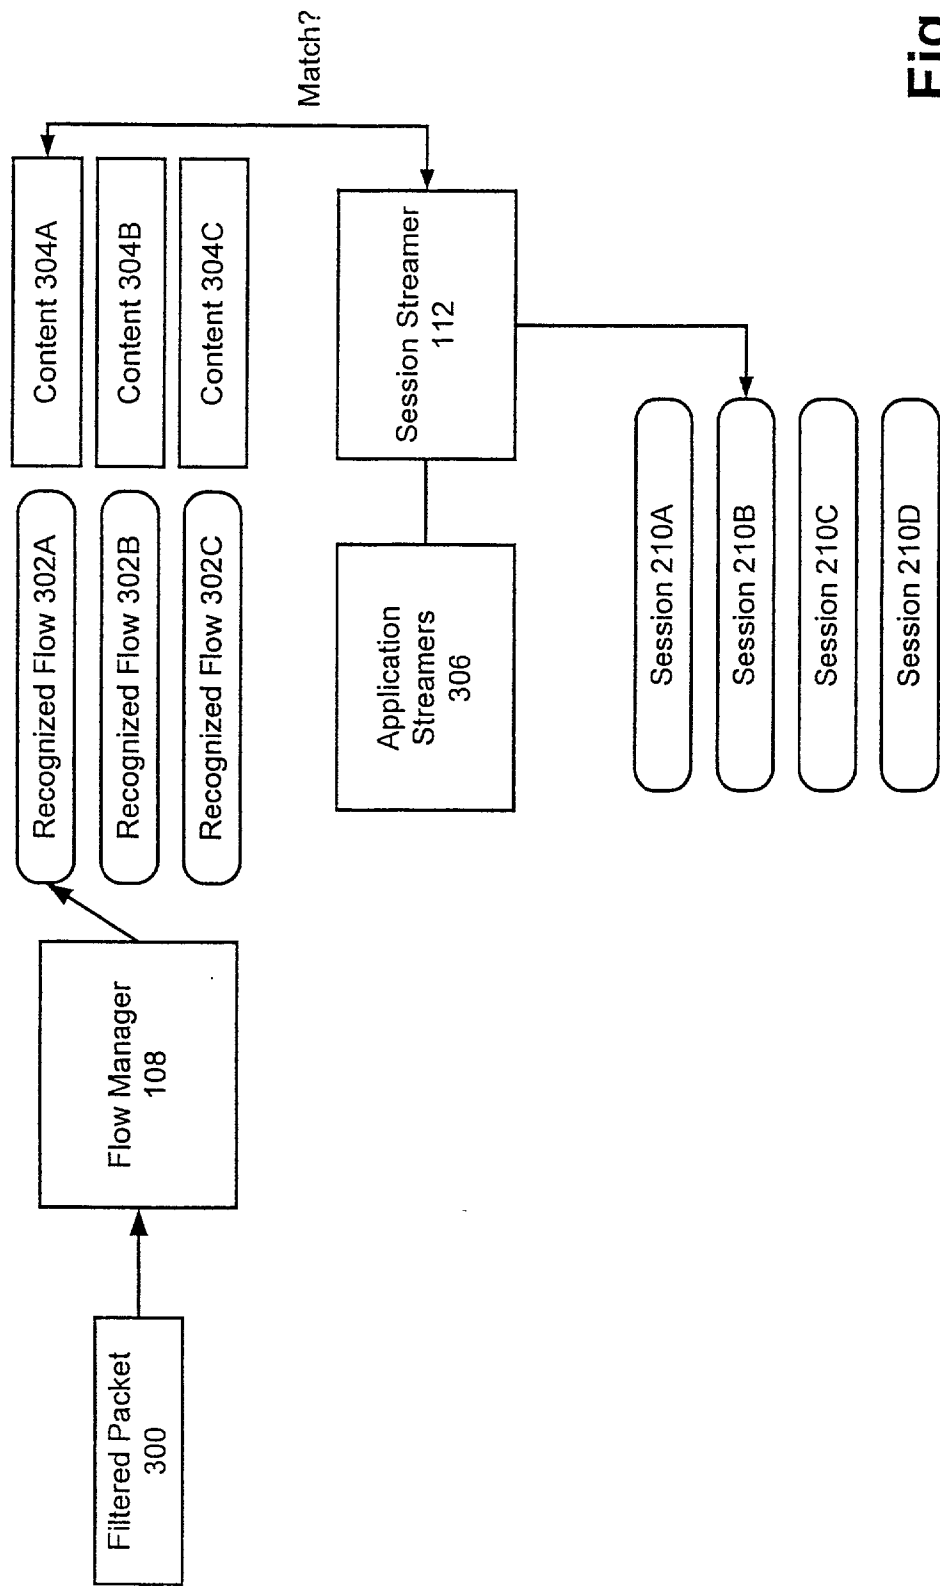 Filtered Packet
300
Flow Manager
108
Recognized Flow 302A
Recognized Flow 302B
Recognized Flow 302C
Content 304A
Content 304B
Content 304C
Match?
Application
Streamers
306
Session Streamer
112
Session 210A
Session 210B
Session 210C
Session 210D
Fig